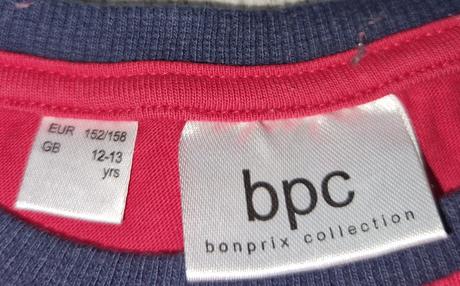 EUR 152/158
GB 12-13
yrs
bpc
bonprix collection